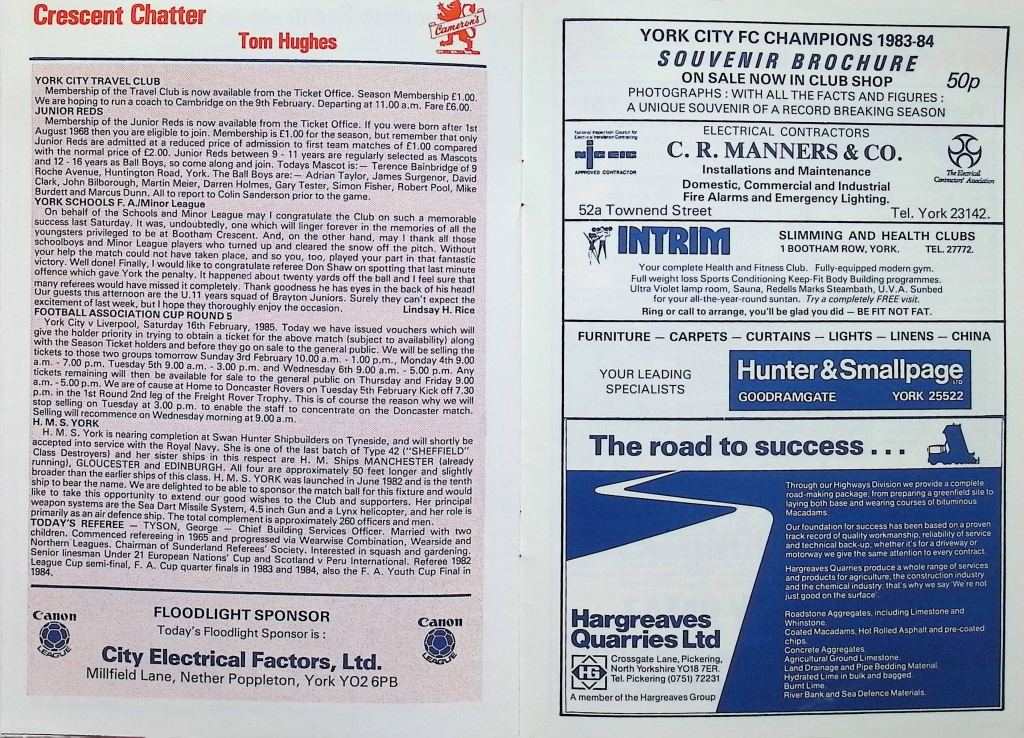 Crescent Chatter
Tom Hughes
Cameron's
YORK CITY TRAVEL CLUB
Membership of the Travel Club is now available from the Ticket Office. Season Membership £1.00.
We are hoping to run a coach to Cambridge on the 9th February. Departing at 11.00 a.m. Fare £6.00.
JUNIOR REDS
Membership of the Junior Reds is now available from the Ticket Office. If you were born after 1st
August 1968 then you are eligible to join. Membership is £1.00 for the season, but remember that only
Junior Reds are admitted at a reduced price of admission to first team matches of £1.00 compared
with the normal price of £2.00. Junior Reds between 9 - 11 years are regularly selected as Mascots
and 12 - 16 years as Ball Boys, so come along and join. Todays Mascot is:— Terence Bainbridge of 9
Roche Avenue, Huntington Road, York. The Ball Boys are:— Adrian Taylor, James Surgenor, David
Clark, John Bilborough, Martin Meier, Darren Holmes, Gary Tester, Simon Fisher, Robert Pool, Mike
Burdett and Marcus Dunn. All to report to Colin Sanderson prior to the game.
YORK SCHOOLS F. A./Minor League
On behalf of the Schools and Minor League may I congratulate the Club on such a memorable
success last Saturday. It was, undoubtedly, one which will linger forever in the memories of all the
youngsters privileged to be at Bootham Crescent. And, on the other hand, may I thank all those
schoolboys and Minor League players who turned up and cleared the snow off the pitch. Without
your help the match could not have taken place, and so you, too, played your part in that fantastic
victory. Well done! Finally, I would like to congratulate referee Don Shaw on spotting that last minute
offence which gave York the penalty. It happened about twenty yards off the ball and I feel sure that
many referees would have missed it completely. Thank goodness he has eyes in the back of his head!
Our guests this afternoon are the U.11 years squad of Brayton Juniors. Surely they can't expect the
excitement of last week, but I hope they thoroughly enjoy the occasion. Lindsay H. Rice
FOOTBALL ASSOCIATION CUP ROUND 5
York City v Liverpool, Saturday 16th February, 1985. Today we have issued vouchers which will
give the holder priority in trying to obtain a ticket for the above match (subject to availability) along
with the Season Ticket holders and before they go on sale to the general public. We will be selling the
tickets to those two groups tomorrow Sunday 3rd February 10.00 a.m. - 1.00 p.m., Monday 4th 9.00
a.m. - 7.00 p.m. Tuesday 5th 9.00 a.m. - 3.00 p.m. and Wednesday 6th 9.00 a.m. - 5.00 p.m. Any
tickets remaining will then be available for sale to the general public on Thursday and Friday 9.00
a.m. - 5.00 p.m. We are of cause at Home to Doncaster Rovers on Tuesday 5th February Kick off 7.30
p.m. in the 1st Round 2nd leg of the Freight Rover Trophy. This is of course the reason why we will
stop selling on Tuesday at 3.00 p.m. to enable the staff to concentrate on the Doncaster match.
Selling will recommence on Wednesday morning at 9.00 a.m.
H. M. S. YORK
H. M. S. York is nearing completion at Swan Hunter Shipbuilders on Tyneside, and will shortly be
accepted into service with the Royal Navy. She is one of the last batch of Type 42 ("SHEFFIELD"
Class Destroyers) and her sister ships in this respect are H. M. Ships MANCHESTER (already
running), GLOUCESTER and EDINBURGH. All four are approximately 50 feet longer and slightly
broader than the earlier ships of this class. H. M. S. YORK was launched in June 1982 and is the tenth
ship to bear the name. We are delighted to be able to sponsor the match ball for this fixture and would
like to take this opportunity to extend our good wishes to the Club and supporters. Her principal
weapon systems are the Sea Dart Missile System, 4.5 inch Gun and a Lynx helicopter, and her role is
primarily as an air defence ship. The total complement is approximately 260 officers and men.
TODAY'S REFEREE — TYSON, George — Chief Building Services Officer. Married with two
children. Commenced refereeing in 1965 and progressed via Wearwise Combination, Wearside and
Northern Leagues. Chairman of Sunderland Referees' Society. Interested in squash and gardening.
Senior linesman Under 21 European Nations' Cup and Scotland v Peru International. Referee 1982
League Cup semi-final, F. A. Cup quarter finals in 1983 and 1984, also the F. A. Youth Cup Final in
1984.
Canon
LEAGUE
FLOODLIGHT SPONSOR
Today's Floodlight Sponsor is :
City Electrical Factors, Ltd.
Millfield Lane, Nether Poppleton, York YO2 6PB
Canon
LEAGUE
YORK CITY FC CHAMPIONS 1983-84
SOUVENIR BROCHURE
ON SALE NOW IN CLUB SHOP 50p
PHOTOGRAPHS : WITH ALL THE FACTS AND FIGURES :
A UNIQUE SOUVENIR OF A RECORD BREAKING SEASON
National Inspection Council for
Electrical Installation Contracting
NICEIC
APPROVED CONTRACTOR
ELECTRICAL CONTRACTORS
C. R. MANNERS & CO.
Installations and Maintenance
Domestic, Commercial and Industrial
Fire Alarms and Emergency Lighting.
The Electrical
Contractors' Association
52a Townend Street Tel. York 23142.
INTRIM
SLIMMING AND HEALTH CLUBS
1 BOOTHAM ROW, YORK. TEL. 27772.
Your complete Health and Fitness Club. Fully-equipped modern gym.
Full weight loss Sports Conditioning Keep-Fit Body Building programmes.
Ultra Violet lamp room, Sauna, Redells Marks Steambath, U.V.A. Sunbed
for your all-the-year-round suntan. Try a completely FREE visit.
Ring or call to arrange, you'll be glad you did — BE FIT NOT FAT.
FURNITURE — CARPETS — CURTAINS — LIGHTS — LINENS — CHINA
YOUR LEADING
SPECIALISTS
Hunter & Smallpage LTD
GOODRAMGATE YORK 25522
The road to success . . .
Through our Highways Division we provide a complete
road-making package; from preparing a greenfield site to
laying both base and wearing courses of bituminous
Macadams.
Our foundation for success has been based on a proven
track record of quality workmanship, reliability of service
and technical back-up; whether it's for a driveway or
motorway we give the same attention to every contract.
Hargreaves Quarries produce a whole range of services
and products for agriculture, the construction industry
and the chemical industry: that's why we say 'We're not
just good on the surface'.
Roadstone Aggregates, including Limestone and
Whinstone.
Coated Macadams, Hot Rolled Asphalt and pre-coated
chips.
Concrete Aggregates.
Agricultural Ground Limestone.
Land Drainage and Pipe Bedding Material.
Hydrated Lime in bulk and bagged.
Burnt Lime.
River Bank and Sea Defence Materials.
Hargreaves
Quarries Ltd
HG
Crossgate Lane, Pickering,
North Yorkshire YO18 7ER.
Tel. Pickering (0751) 72231
A member of the Hargreaves Group